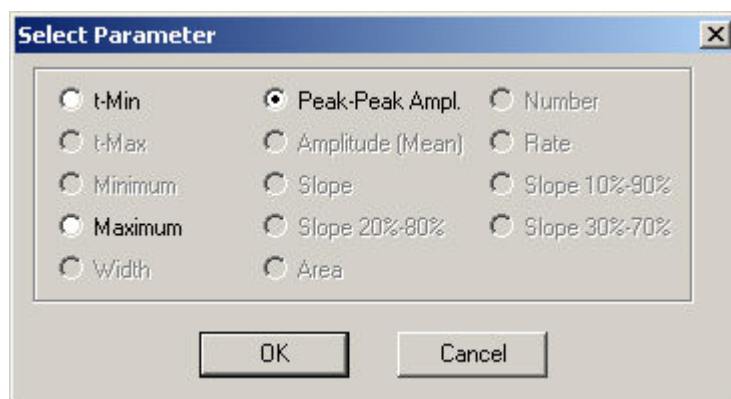 Select Parameter
t-Min Peak-Peak Ampl. Number
t-Max Amplitude (Mean) Rate
Minimum Slope Slope 10%-90%
Maximum Slope 20%-80% Slope 30%-70%
Width Area
OK Cancel